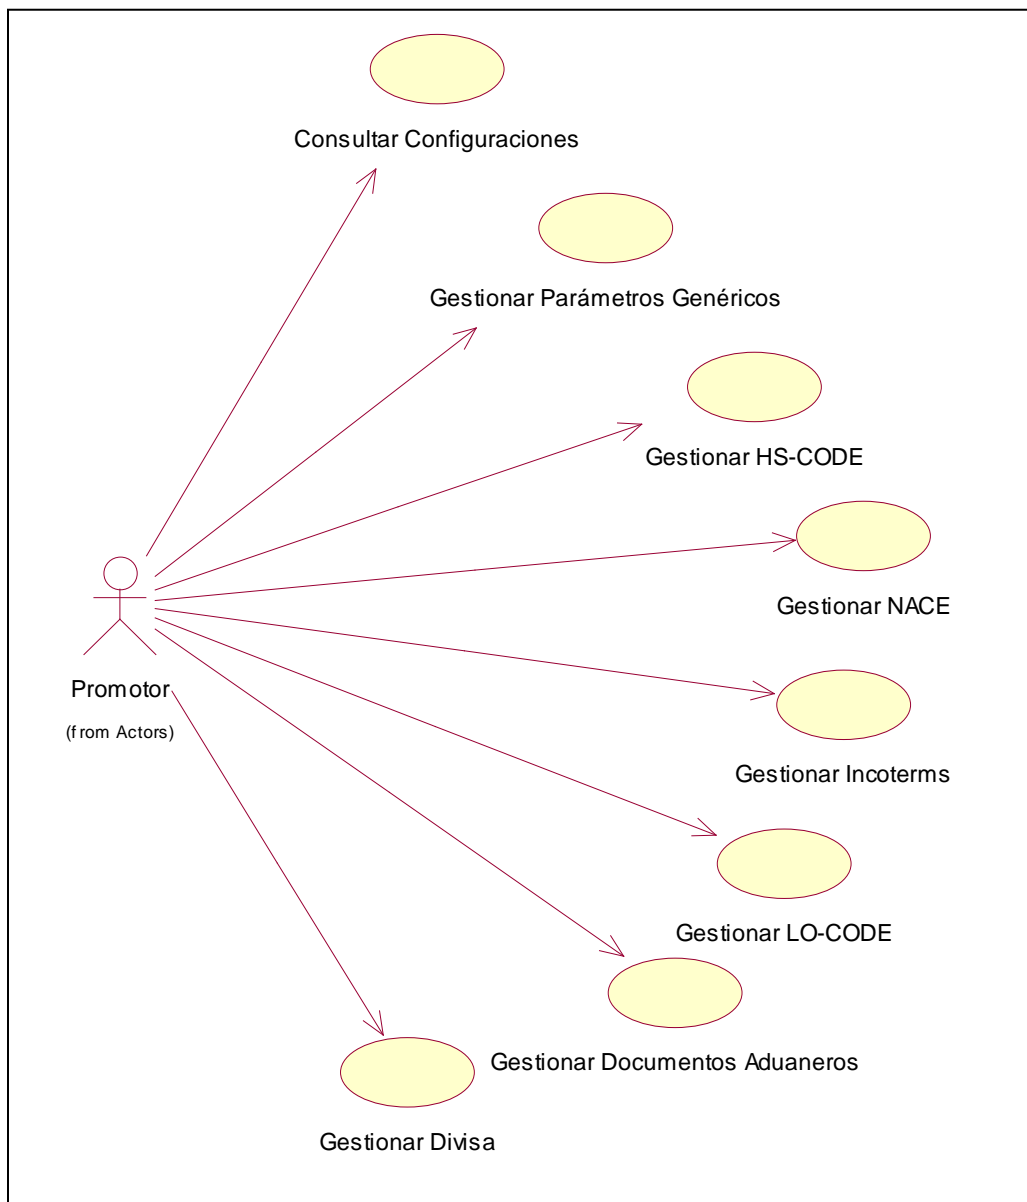 Consultar Configuraciones
Gestionar Parámetros Genéricos
Gestionar HS-CODE
Gestionar NACE
Promotor
(from Actors)
Gestionar Incoterms
Gestionar LO-CODE
Gestionar Documentos Aduaneros
Gestionar Divisa